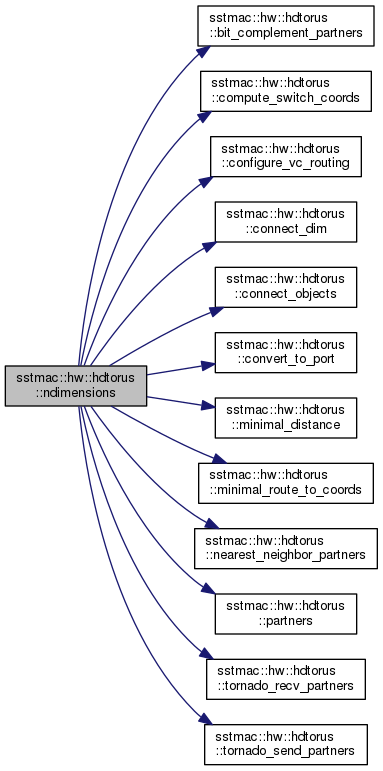 sstmac::hw::hdtorus
::bit_complement_partners
sstmac::hw::hdtorus
::compute_switch_coords
sstmac::hw::hdtorus
::configure_vc_routing
sstmac::hw::hdtorus
::connect_dim
sstmac::hw::hdtorus
::connect_objects
sstmac::hw::hdtorus
::convert_to_port
sstmac::hw::hdtorus
::ndimensions
sstmac::hw::hdtorus
::minimal_distance
sstmac::hw::hdtorus
::minimal_route_to_coords
sstmac::hw::hdtorus
::nearest_neighbor_partners
sstmac::hw::hdtorus
::partners
sstmac::hw::hdtorus
::tornado_recv_partners
sstmac::hw::hdtorus
::tornado_send_partners